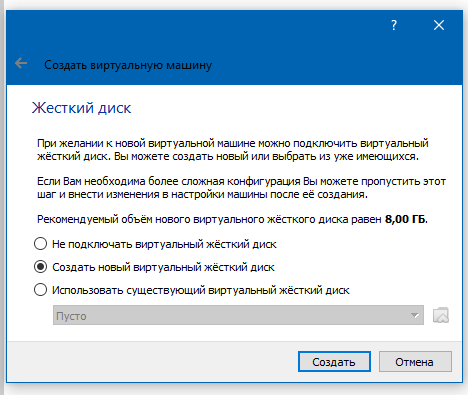 ?
Создать виртуальную машину
Жесткий диск
При желании к новой виртуальной машине можно подключить виртуальный
жёсткий диск. Вы можете создать новый или выбрать из уже имеющихся.
Если Вам необходима более сложная конфигурация Вы можете пропустить этот
шаг и внести изменения в настройки машины после её создания.
Рекомендуемый объём нового виртуального жёсткого диска равен 8,00 ГБ.
Не подключать виртуальный жёсткий диск
Создать новый виртуальный жёсткий диск
Использовать существующий виртуальный жёсткий диск
Пусто
Создать
Отмена